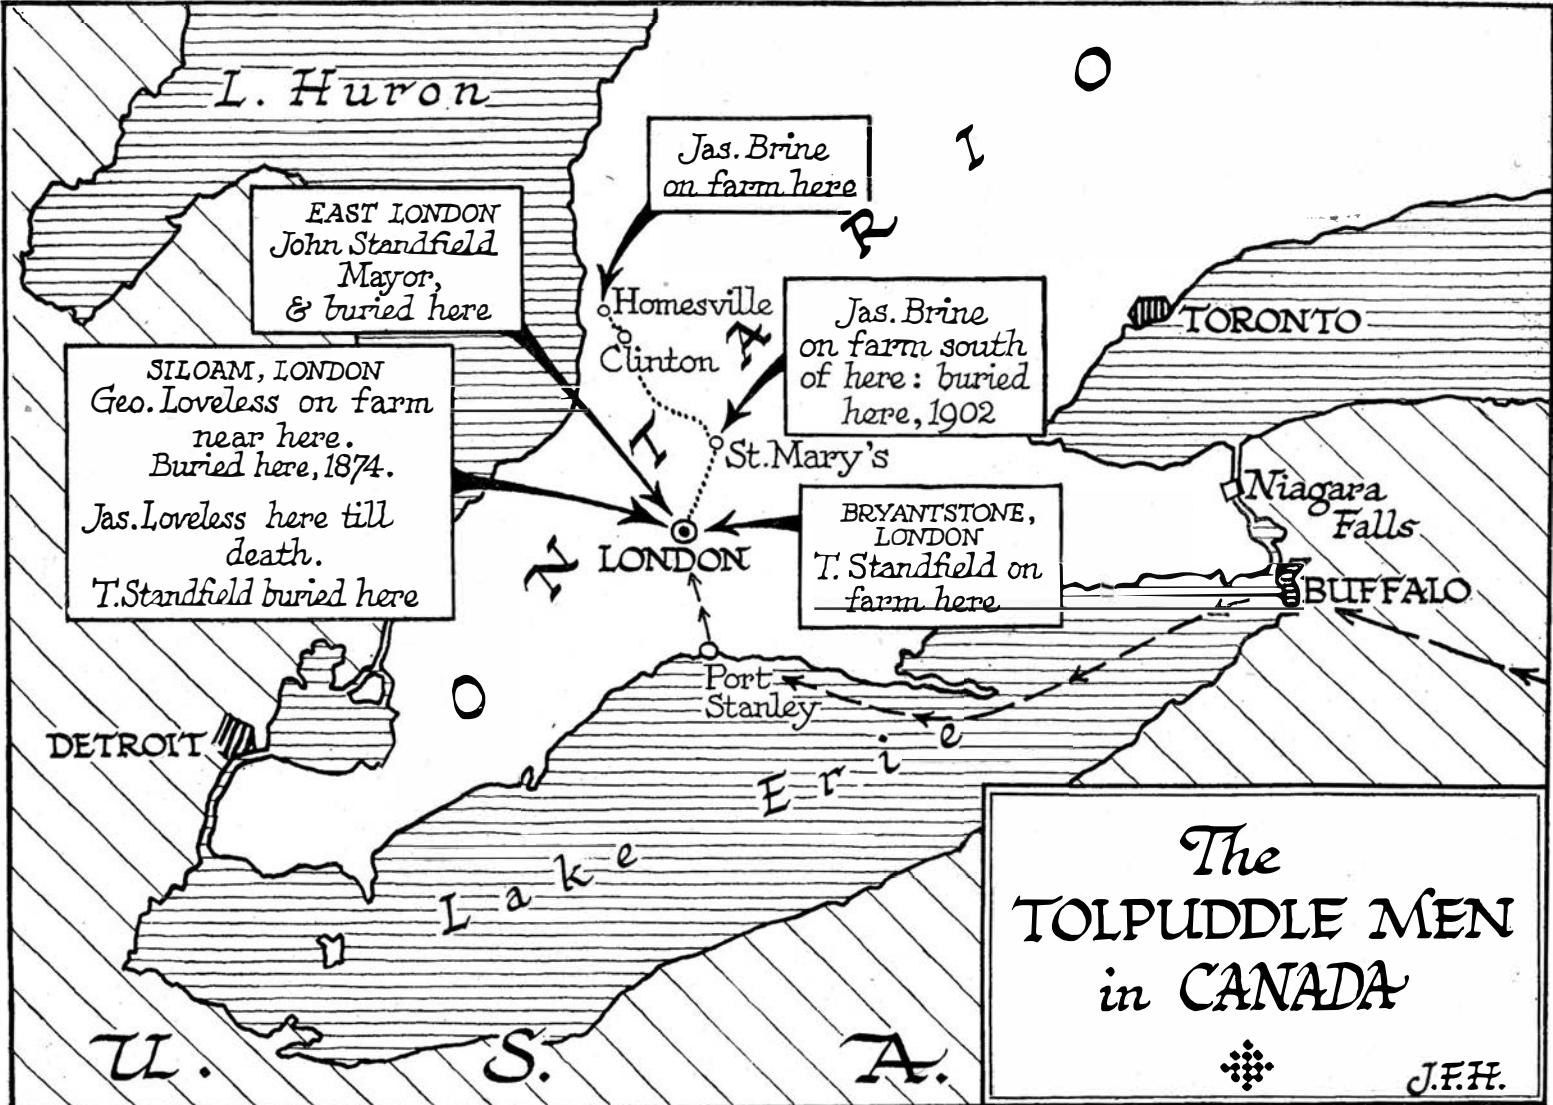 L. Huron
Jas. Brine
on farm here
EAST LONDON
John Standfield
Mayor,
& buried here
Homesville
Clinton
Jas. Brine
on farm south
of here: buried
here, 1902
TORONTO
SILOAM, LONDON
Geo. Loveless on farm
near here.
Buried here, 1874.
Jas. Loveless here till
death.
T. Standfield buried here
St. Mary's
Niagara
Falls
BRYANTSTONE,
LONDON
T. Standfield on
farm here
LONDON
BUFFALO
ONTARIO
Port
Stanley
DETROIT
Lake Erie
U. S. A.
The
TOLPUDDLE MEN
in CANADA
J.F.H.